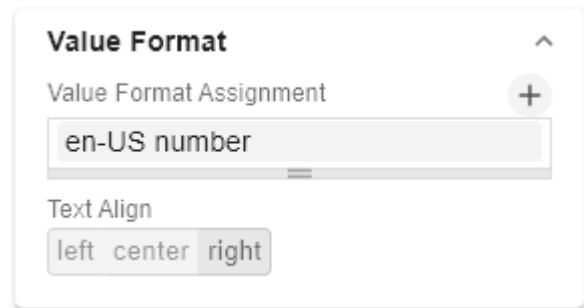 Value Format
Value Format Assignment
en-US number
Text Align
left center right